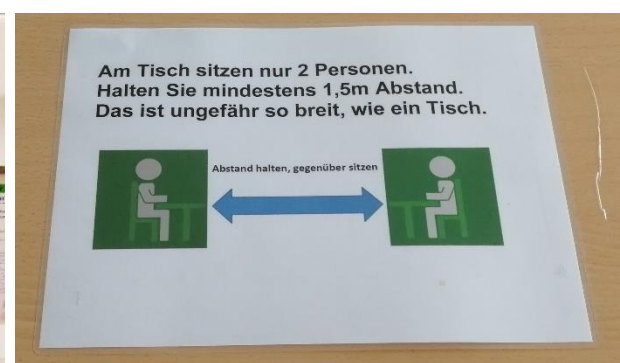 Am Tisch sitzen nur 2 Personen.
Halten Sie mindestens 1,5m Abstand.
Das ist ungefähr so breit, wie ein Tisch.
Abstand halten, gegenüber sitzen